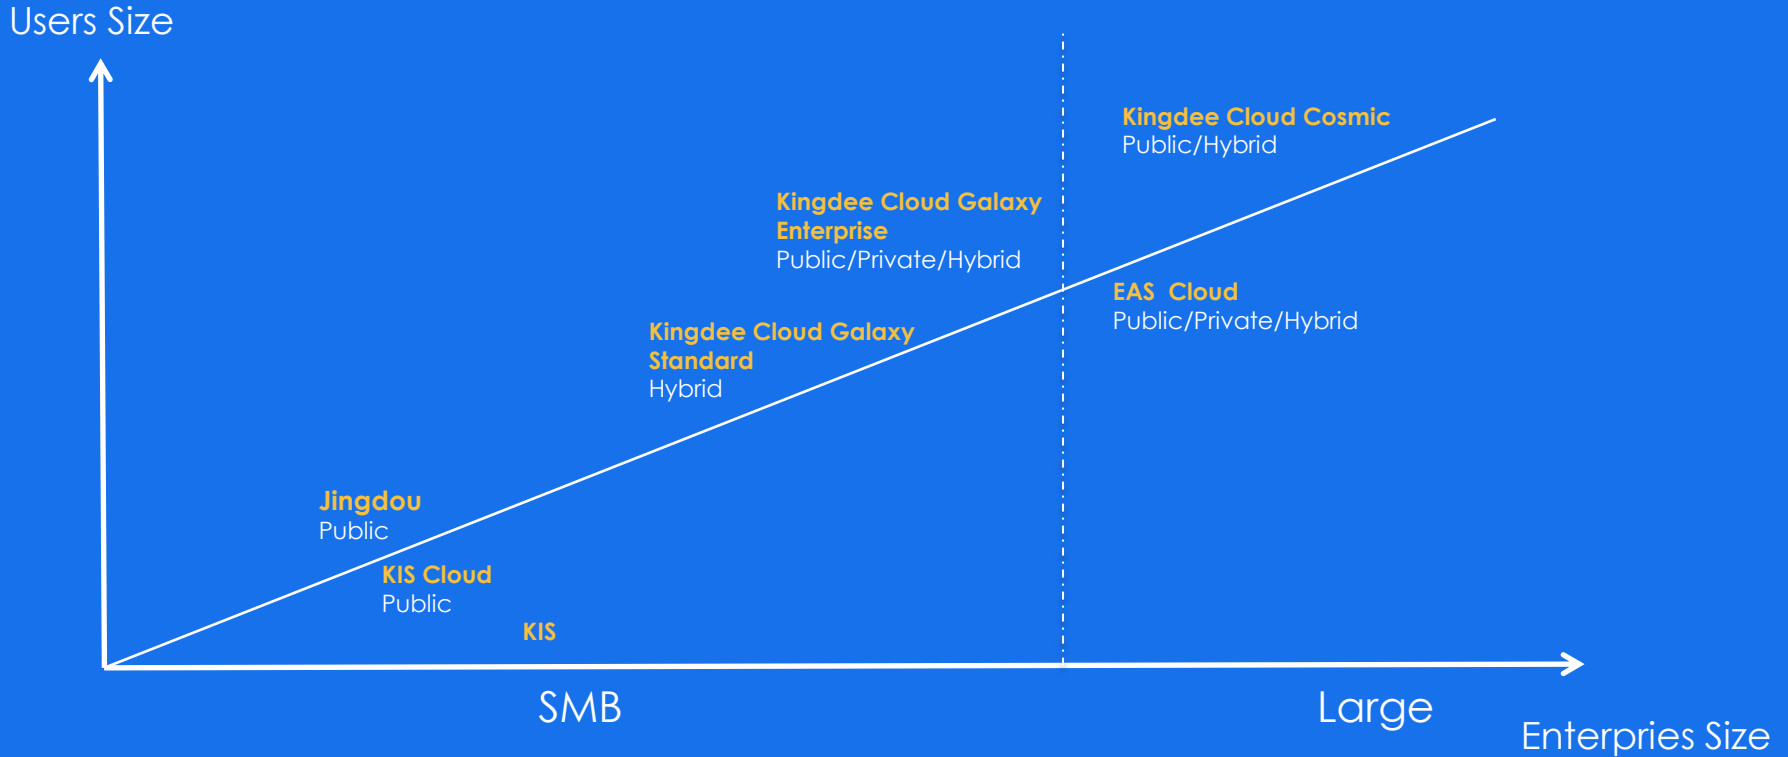 Users Size
Kingdee Cloud Cosmic
Public/Hybrid
Kingdee Cloud Galaxy
Enterprise
Public/Private/Hybrid
EAS  Cloud
Public/Private/Hybrid
Kingdee Cloud Galaxy
Standard
Hybrid
Jingdou
Public
KIS Cloud
Public
KIS
SMB
Large
Enterpries Size